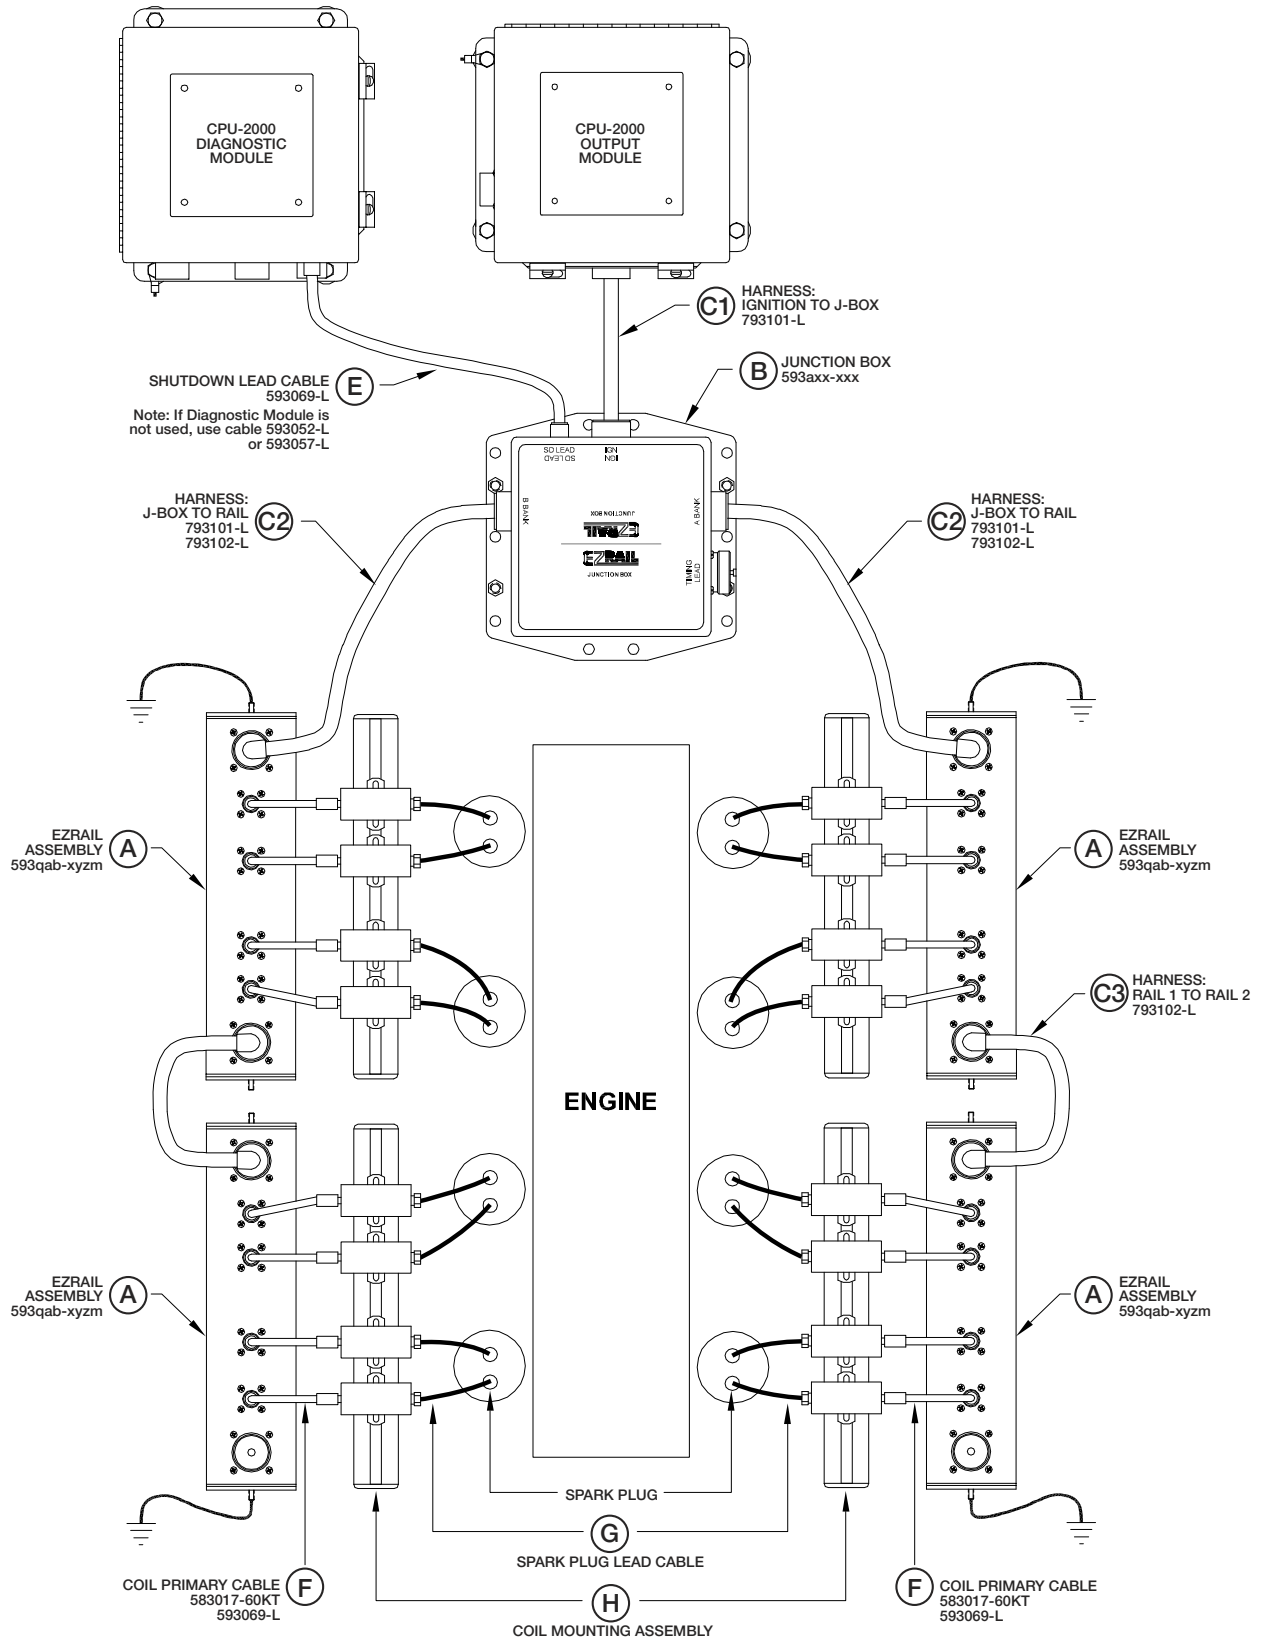 CPU-2000
DIAGNOSTIC
MODULE
CPU-2000
OUTPUT
MODULE
C1
HARNESS:
IGNITION TO J-BOX
793101-L
B
JUNCTION BOX
593axx-xxx
SHUTDOWN LEAD CABLE
593069-L
E
Note: If Diagnostic Module is
not used, use cable 593052-L
or 593057-L
SD LEAD
SD LEAD
IGN
IGN
HARNESS:
J-BOX TO RAIL
793101-L
793102-L
C2
B BANK
A BANK
JUNCTION BOX
EZRAIL
EZRAIL
JUNCTION BOX
TIMING
LEAD
C2
HARNESS:
J-BOX TO RAIL
793101-L
793102-L
EZRAIL
ASSEMBLY
593qab-xyzm
A
A
EZRAIL
ASSEMBLY
593qab-xyzm
C3
HARNESS:
RAIL 1 TO RAIL 2
793102-L
ENGINE
EZRAIL
ASSEMBLY
593qab-xyzm
A
A
EZRAIL
ASSEMBLY
593qab-xyzm
SPARK PLUG
G
SPARK PLUG LEAD CABLE
COIL PRIMARY CABLE
583017-60KT
593069-L
F
F
COIL PRIMARY CABLE
583017-60KT
593069-L
H
COIL MOUNTING ASSEMBLY